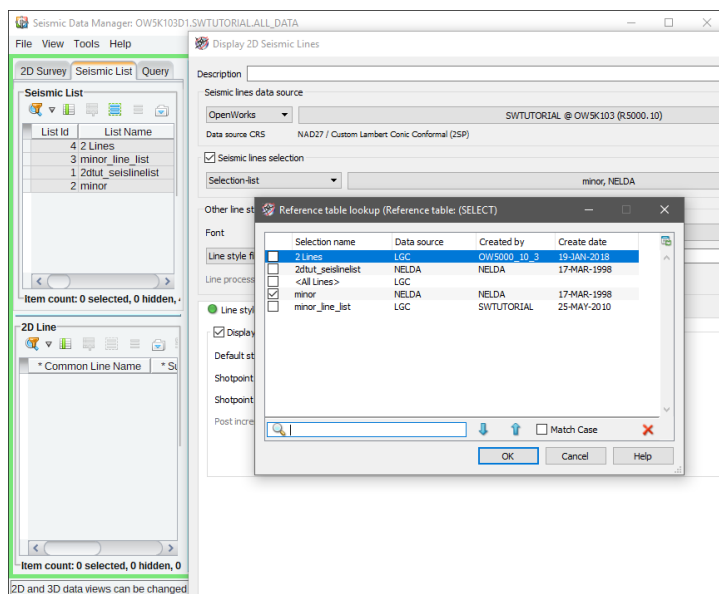 Seismic Data Manager: OW5K103D1.SWTUTORIAL.ALL_DATA
File View Tools Help
2D Survey Seismic List Query
Seismic List
List Id List Name
4 2 Lines
3 minor_line_list
1 2dtut_seislinelist
2 minor
Item count: 0 selected, 0 hidden,
2D Line
* Common Line Name * Su
Item count: 0 selected, 0 hidden, 0
2D and 3D data views can be changed
Display 2D Seismic Lines
Description
Seismic lines data source
OpenWorks SWTUTORIAL @ OW5K103 (R5000.10)
Data source CRS NAD27 / Custom Lambert Conic Conformal (2SP)
Seismic lines selection
Selection-list minor, NELDA
Other line st
Font
Line style fi
Line process
Line styl
Display
Default st
Shotpoint
Shotpoint
Post incre
Reference table lookup (Reference table: (SELECT)
Selection name Data source Created by Create date
2 Lines LGC OW5000_10_3 19-JAN-2018
2dtut_seislinelist NELDA NELDA 17-MAR-1998
<All Lines> LGC
minor NELDA NELDA 17-MAR-1998
minor_line_list LGC SWTUTORIAL 25-MAY-2010
Match Case
OK Cancel Help